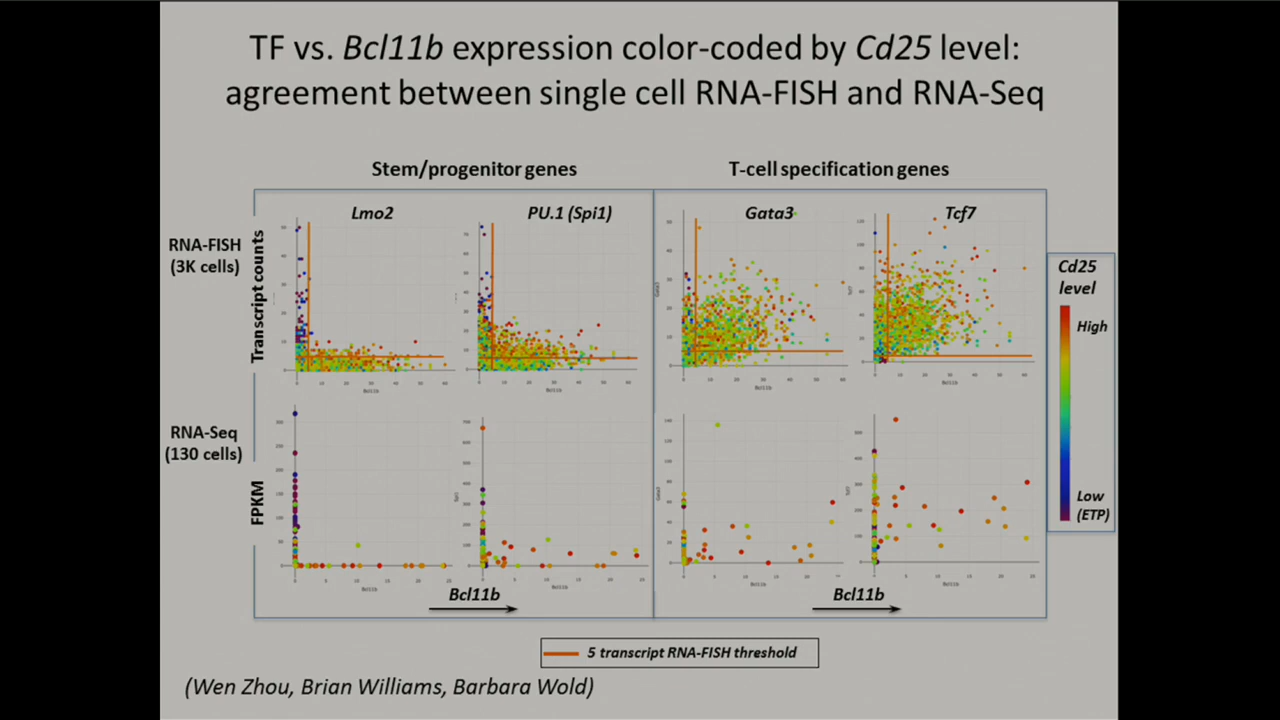 TF vs. Bcl11b expression color-coded by Cd25 level:
agreement between single cell RNA-FISH and RNA-Seq
Stem/progenitor genes
T-cell specification genes
Lmo2
PU.1 (Spi1)
Gata3
Tcf7
RNA-FISH
(3K cells)
Transcript counts
Cd25
level
High
Low
(ETP)
RNA-Seq
(130 cells)
FPKM
Bcl11b
Bcl11b
5 transcript RNA-FISH threshold
(Wen Zhou, Brian Williams, Barbara Wold)